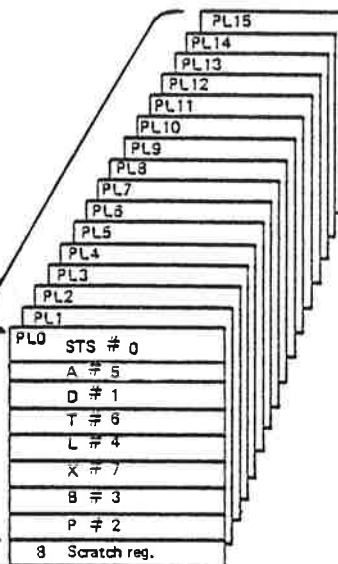 PL15
PL14
PL13
PL12
PL11
PL10
PL9
PL8
PL7
PL6
PL5
PL4
PL3
PL2
PL1
PL0
STS # 0
A # 5
D # 1
T # 6
L # 4
X # 7
B # 3
P # 2
8 Scratch reg.